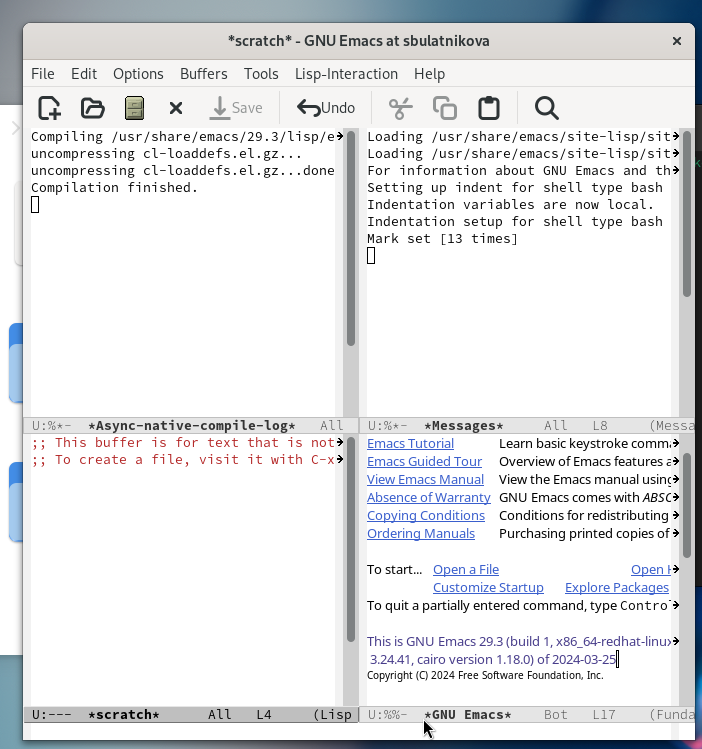 *scratch* - GNU Emacs at sbulatnikova
File Edit Options Buffers Tools Lisp-Interaction Help
Save Undo
Compiling /usr/share/emacs/29.3/lisp/e
uncompressing cl-loaddefs.el.gz...
uncompressing cl-loaddefs.el.gz...done
Compilation finished.
U:%*- *Async-native-compile-log* All
Loading /usr/share/emacs/site-lisp/sit
Loading /usr/share/emacs/site-lisp/sit
For information about GNU Emacs and th
Setting up indent for shell type bash
Indentation variables are now local.
Indentation setup for shell type bash
Mark set [13 times]
U:%*- *Messages* All L8 (Messa
;; This buffer is for text that is not
;; To create a file, visit it with C-x
U:--- *scratch* All L4 (Lisp
Emacs Tutorial Learn basic keystroke comma
Emacs Guided Tour Overview of Emacs features a
View Emacs Manual View the Emacs manual using
Absence of Warranty GNU Emacs comes with ABSO
Copying Conditions Conditions for redistributing
Ordering Manuals Purchasing printed copies of
To start... Open a File Open H
Customize Startup Explore Packages
To quit a partially entered command, type Control
This is GNU Emacs 29.3 (build 1, x86_64-redhat-linux
3.24.41, cairo version 1.18.0) of 2024-03-25
Copyright (C) 2024 Free Software Foundation, Inc.
U:%%- *GNU Emacs* Bot L17 (Funda